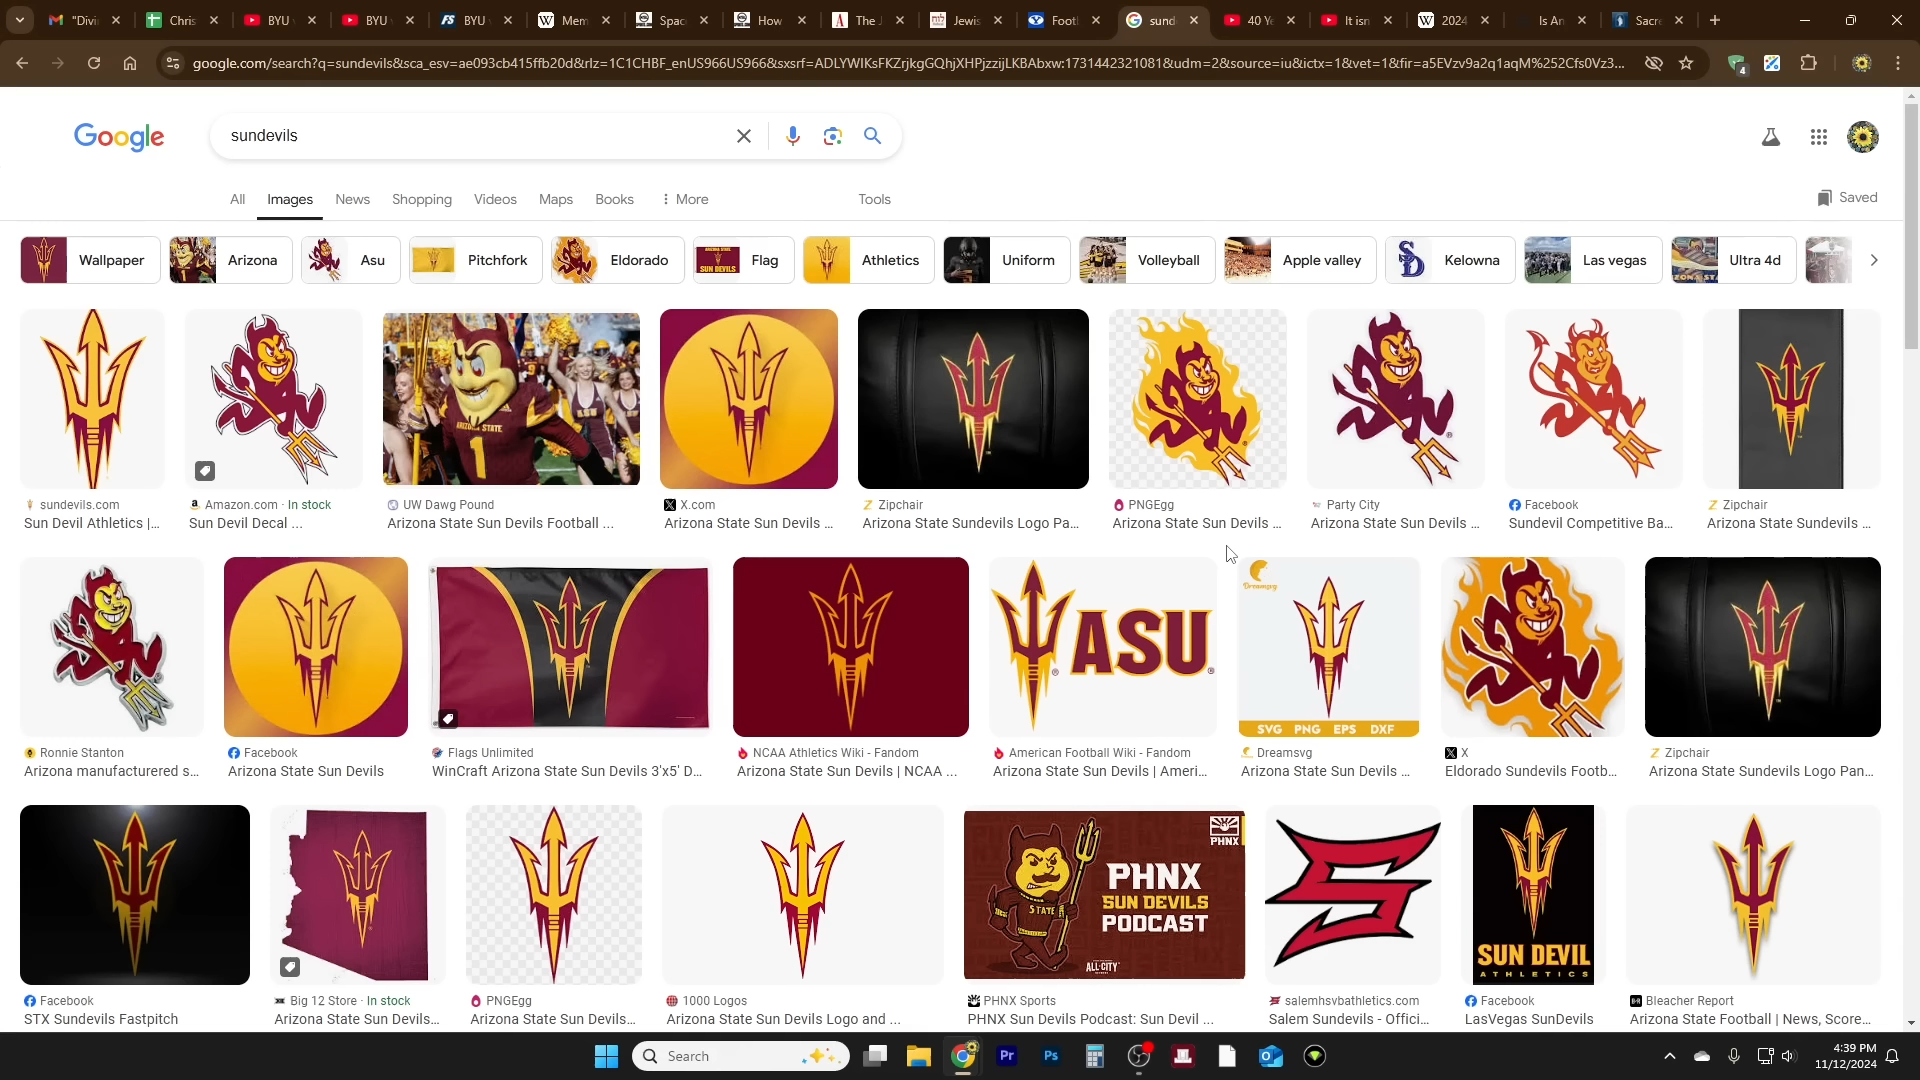 "Divi
Chris
BYU
BYU
BYU
Mem
Spac
How
The J
Jewis
Footl
sund
40 Ye
It isn
2024
Is An
Sacre
google.com/search?q=sundevils&sca_esv=ae093cb415ffb20d&rlz=1C1CHBF_enUS966US966&sxsrf=ADLYWIKsFKZrjkgGQhjXHPjzzijLKBAbxw:1731442321081&udm=2&source=iu&ictx=1&vet=1&fir=a5EVzv9a2q1aqM%252Cfs0Vz3...
4
Google
sundevils
All Images News Shopping Videos Maps Books More Tools
Saved
Wallpaper Arizona Asu Pitchfork Eldorado Flag Athletics Uniform Volleyball Apple valley Kelowna Las vegas Ultra 4d
sundevils.com
Sun Devil Athletics |...
Amazon.com · In stock
Sun Devil Decal ...
ARIZONA STATE
1
UW Dawg Pound
Arizona State Sun Devils Football ...
X.com
Arizona State Sun Devils ...
Zipchair
Arizona State Sundevils Logo Pa...
PNGEgg
Arizona State Sun Devils ...
Party City
Arizona State Sun Devils ...
Facebook
Sundevil Competitive Ba...
Zipchair
Arizona State Sundevils ...
Ronnie Stanton
Arizona manufacturered s...
Facebook
Arizona State Sun Devils
Flags Unlimited
WinCraft Arizona State Sun Devils 3'x5' D...
NCAA Athletics Wiki - Fandom
Arizona State Sun Devils | NCAA ...
ASU
American Football Wiki - Fandom
Arizona State Sun Devils | Ameri...
Dreamsvg
SVG PNG EPS DXF
Dreamsvg
Arizona State Sun Devils ...
X
Eldorado Sundevils Footb...
Zipchair
Arizona State Sundevils Logo Pan...
Facebook
STX Sundevils Fastpitch
Big 12 Store · In stock
Arizona State Sun Devils...
PNGEgg
Arizona State Sun Devils...
1000 Logos
Arizona State Sun Devils Logo and ...
PHNX
STATE
PHNX
SUN DEVILS
PODCAST
ALL·CITY
PHNX Sports
PHNX Sun Devils Podcast: Sun Devil ...
salemhsvbathletics.com
Salem Sundevils - Offici...
SUN DEVIL
ATHLETICS
Facebook
LasVegas SunDevils
Bleacher Report
Arizona State Football | News, Score...
Search
Pr
Ps
4:39 PM
11/12/2024